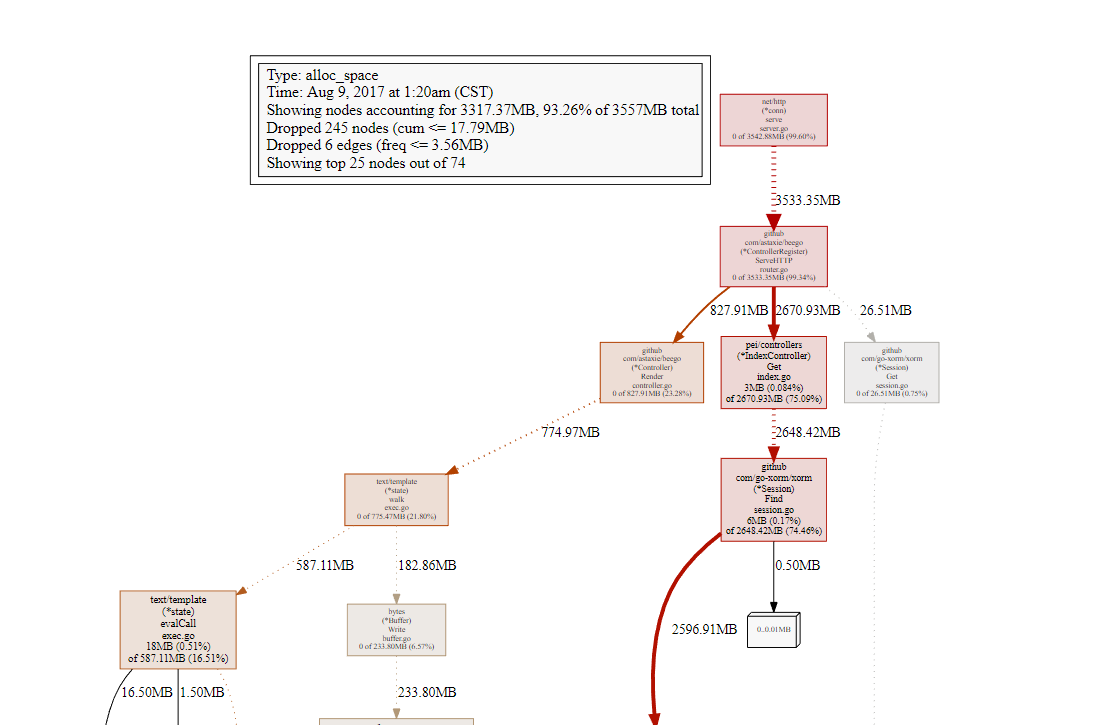 Type: alloc_space
Time: Aug 9, 2017 at 1:20am (CST)
Showing nodes accounting for 3317.37MB, 93.26% of 3557MB total
Dropped 245 nodes (cum <= 17.79MB)
Dropped 6 edges (freq <= 3.56MB)
Showing top 25 nodes out of 74
net/http
(*conn)
serve
server.go
0 of 3542.88MB (99.60%)
3533.35MB
github
com/astaxie/beego
(*ControllerRegister)
ServeHTTP
router.go
0 of 3533.35MB (99.34%)
827.91MB
2670.93MB
26.51MB
github
com/astaxie/beego
(*Controller)
Render
controller.go
0 of 827.91MB (23.28%)
pei/controllers
(*IndexController)
Get
index.go
3MB (0.084%)
of 2670.93MB (75.09%)
github
com/go-xorm/xorm
(*Session)
Get
session.go
0 of 26.51MB (0.75%)
774.97MB
2648.42MB
text/template
(*state)
walk
exec.go
0 of 775.47MB (21.80%)
github
com/go-xorm/xorm
(*Session)
Find
session.go
6MB (0.17%)
of 2648.42MB (74.46%)
587.11MB
182.86MB
0.50MB
text/template
(*state)
evalCall
exec.go
18MB (0.51%)
of 587.11MB (16.51%)
bytes
(*Buffer)
Write
buffer.go
0 of 233.80MB (6.57%)
2596.91MB
0..0.01MB
16.50MB
1.50MB
233.80MB